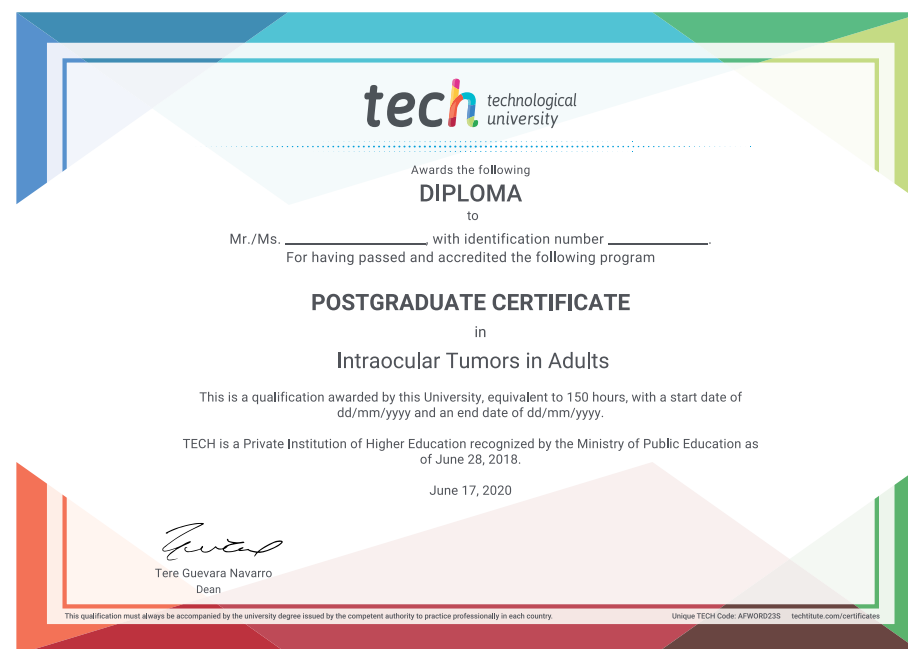 tech technological
university
Awards the following
DIPLOMA
to
Mr./Ms. ____________, with identification number ____________.
For having passed and accredited the following program
POSTGRADUATE CERTIFICATE
in
Intraocular Tumors in Adults
This is a qualification awarded by this University, equivalent to 150 hours, with a start date of
dd/mm/yyyy and an end date of dd/mm/yyyy.
TECH is a Private Institution of Higher Education recognized by the Ministry of Public Education as
of June 28, 2018.
June 17, 2020
Tere Guevara Navarro
Dean
This qualification must always be accompanied by the university degree issued by the competent authority to practice professionally in each country. Unique TECH Code: AFWORD23S techtitute.com/certificates